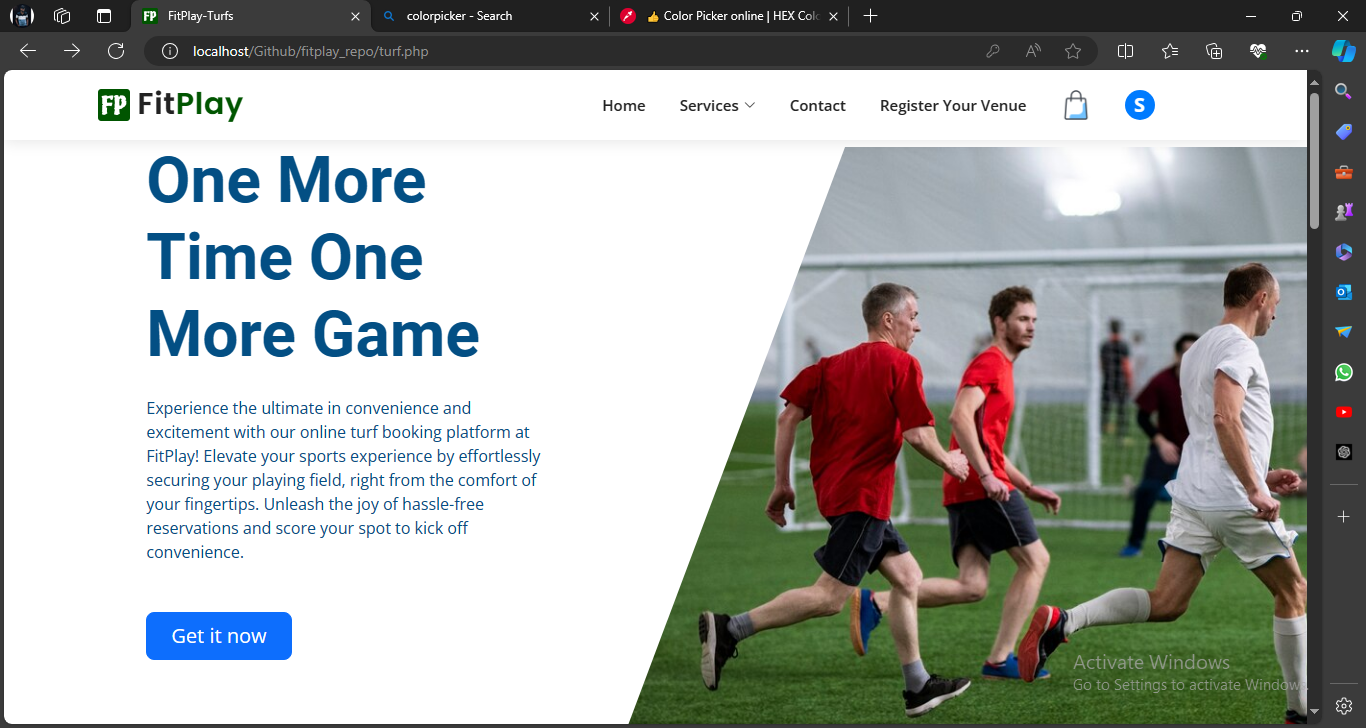 FP FitPlay-Turfs
colorpicker - Search
👍 Color Picker online | HEX Colo
localhost/Github/fitplay_repo/turf.php
FP FitPlay
Home
Services
Contact
Register Your Venue
S
One More
Time One
More Game
Experience the ultimate in convenience and
excitement with our online turf booking platform at
FitPlay! Elevate your sports experience by effortlessly
securing your playing field, right from the comfort of
your fingertips. Unleash the joy of hassle-free
reservations and score your spot to kick off
convenience.
Get it now
Activate Windows
Go to Settings to activate Windows.